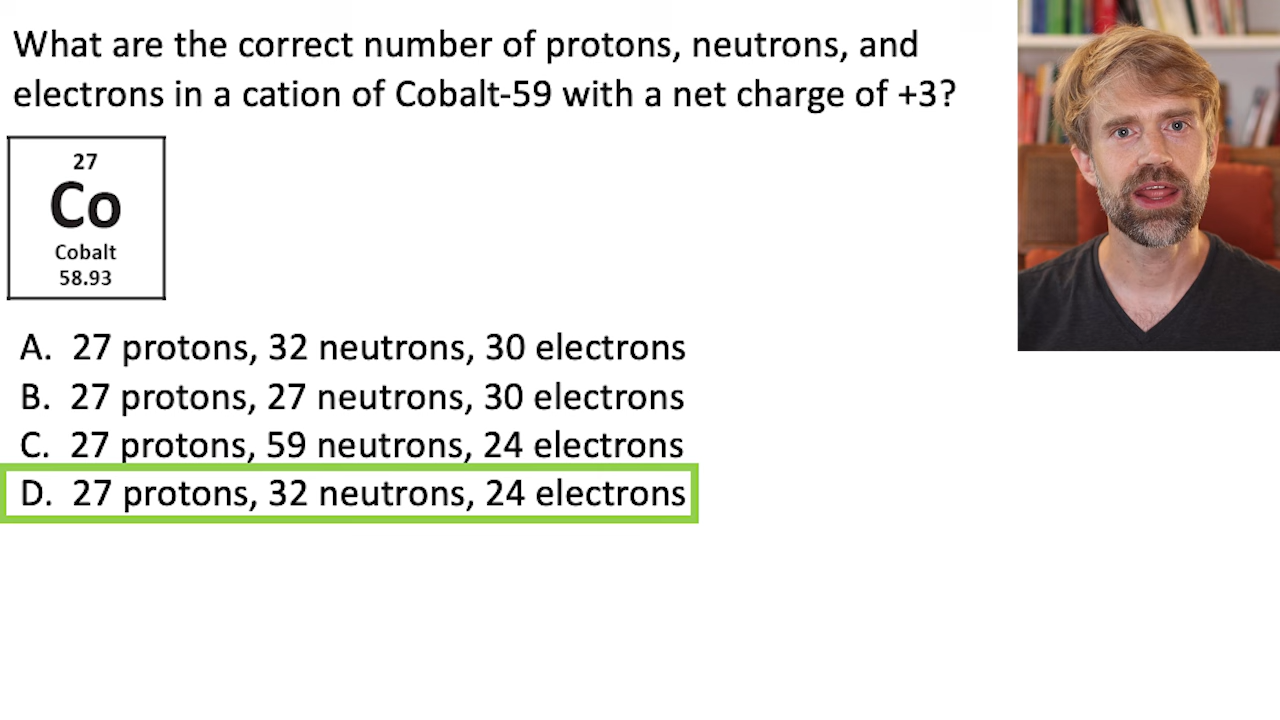 What are the correct number of protons, neutrons, and
electrons in a cation of Cobalt-59 with a net charge of +3?
27
Co
Cobalt
58.93
A. 27 protons, 32 neutrons, 30 electrons
B. 27 protons, 27 neutrons, 30 electrons
C. 27 protons, 59 neutrons, 24 electrons
D. 27 protons, 32 neutrons, 24 electrons